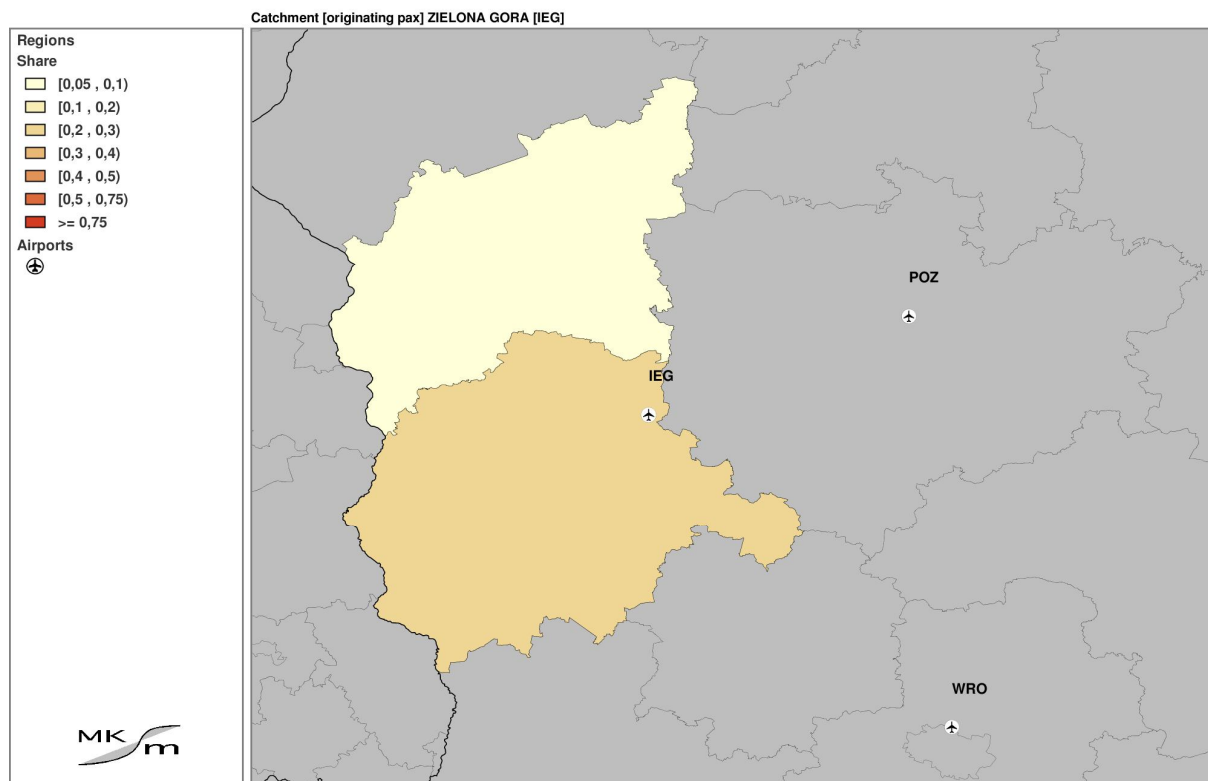 Catchment [originating pax] ZIELONA GORA [IEG]
Regions
Share
[0,05 , 0,1)
[0,1 , 0,2)
[0,2 , 0,3)
[0,3 , 0,4)
[0,4 , 0,5)
[0,5 , 0,75)
>= 0,75
Airports
POZ
IEG
WRO
MK
m